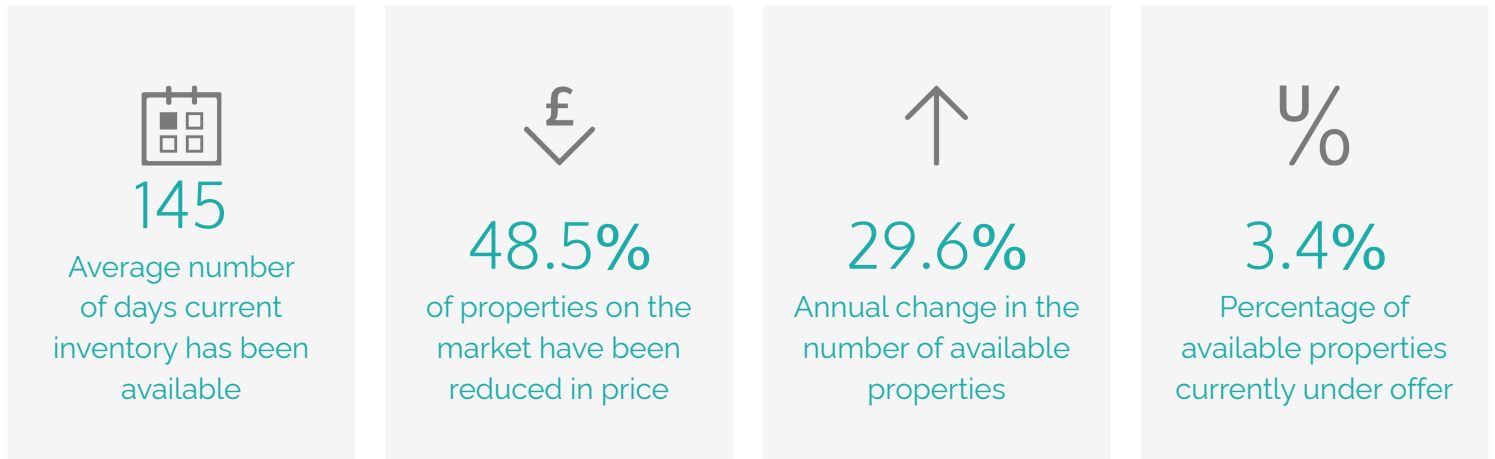 145
Average number
of days current
inventory has been
available
£
48.5%
of properties on the
market have been
reduced in price
29.6%
Annual change in the
number of available
properties
U/O
3.4%
Percentage of
available properties
currently under offer